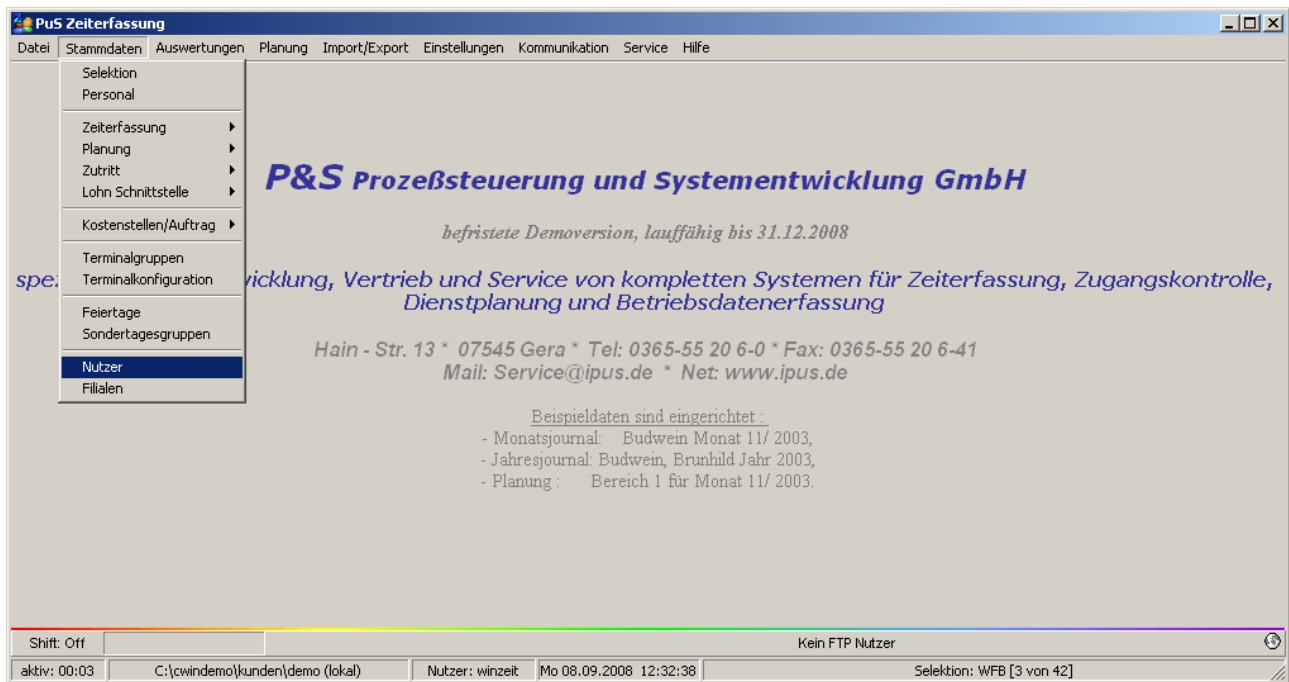 PuS Zeiterfassung
Datei Stammdaten Auswertungen Planung Import/Export Einstellungen Kommunikation Service Hilfe
Selektion
Personal
Zeiterfassung
Planung
Zutritt
Lohn Schnittstelle
Kostenstellen/Auftrag
Terminalgruppen
Terminalkonfiguration
Feiertage
Sondertagesgruppen
Nutzer
Filialen
P&S Prozeßsteuerung und Systementwicklung GmbH
befristete Demoversion, lauffähig bis 31.12.2008
spez icklung, Vertrieb und Service von kompletten Systemen für Zeiterfassung, Zugangskontrolle,
Dienstplanung und Betriebsdatenerfassung
Hain - Str. 13 * 07545 Gera * Tel: 0365-55 20 6-0 * Fax: 0365-55 20 6-41
Mail: Service@ipus.de * Net: www.ipus.de
Beispieldaten sind eingerichtet :
- Monatsjournal: Budwein Monat 11/ 2003,
- Jahresjournal: Budwein, Brunhild Jahr 2003,
- Planung : Bereich 1 für Monat 11/ 2003.
Shift: Off Kein FTP Nutzer
aktiv: 00:03 C:\cwindemo\kunden\demo (lokal) Nutzer: winzeit Mo 08.09.2008 12:32:38 Selektion: WFB [3 von 42]